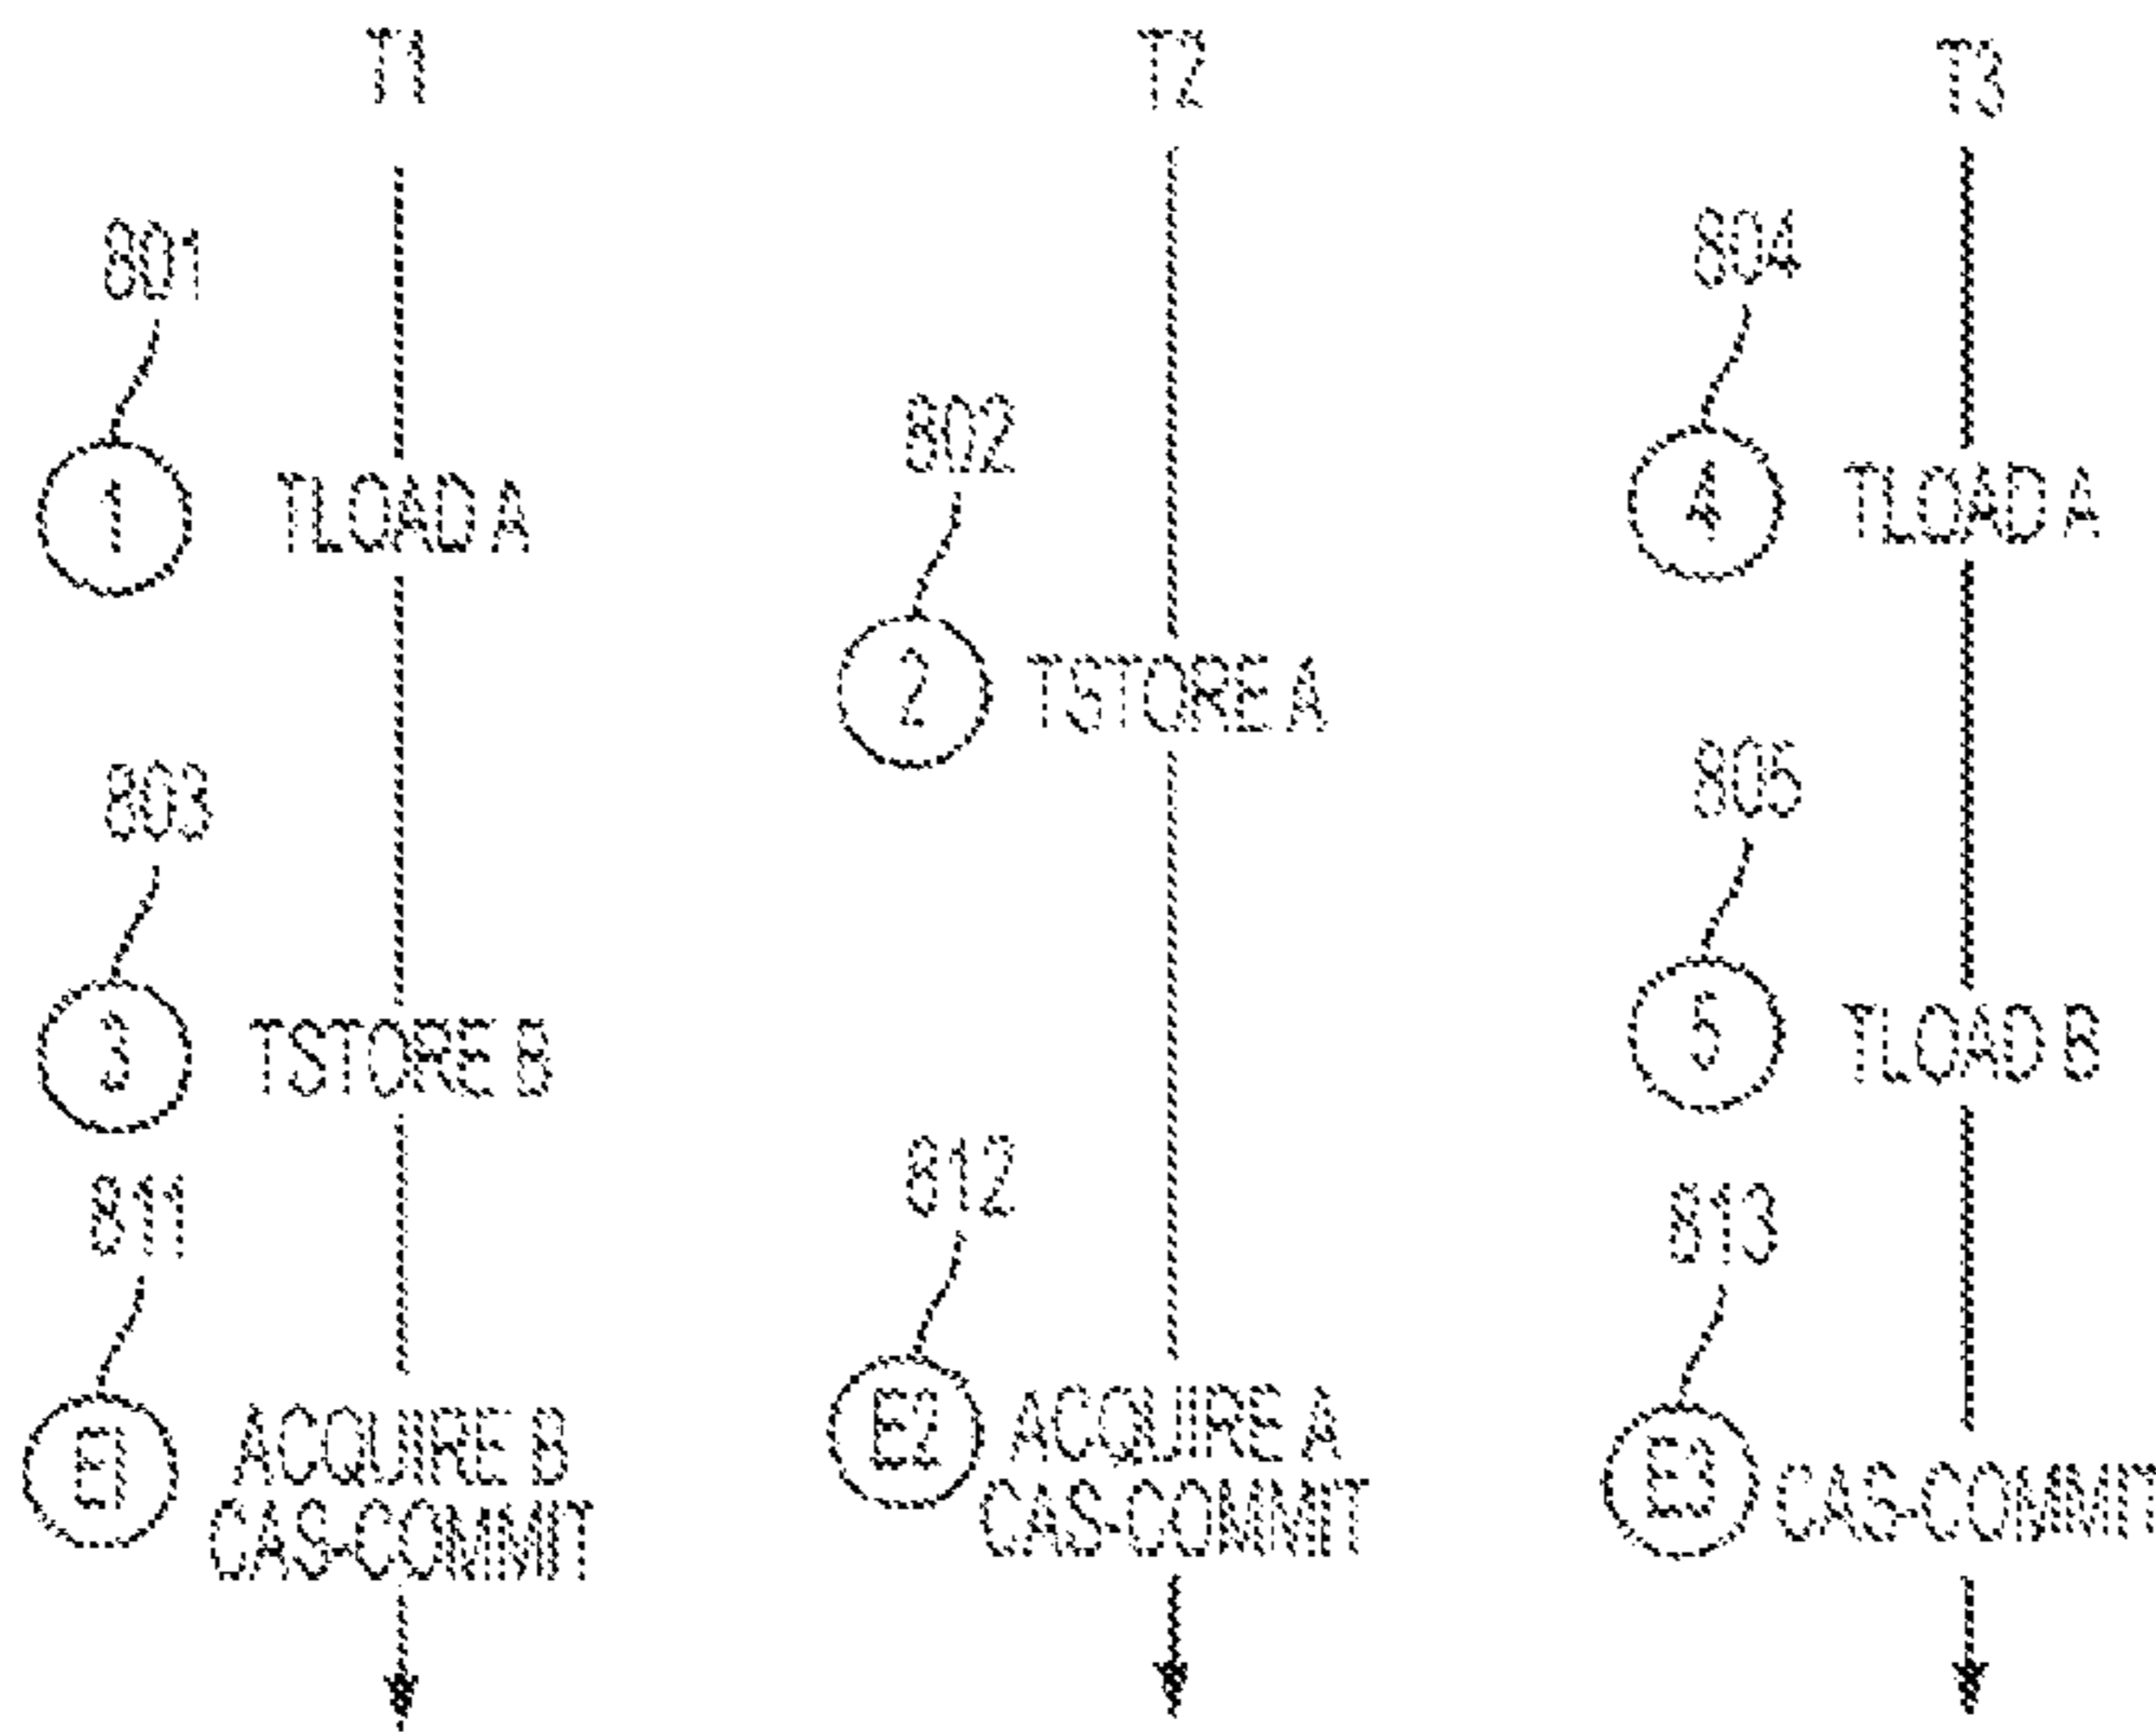 T1
801
1 TLOAD A
803
3 TSTORE B
811
E1 ACQUIRE B
CAS-COMMIT
T2
802
2 TSTORE A
812
E2 ACQUIRE A
CAS-COMMIT
T3
804
4 TLOAD A
805
5 TLOAD B
813
E3 CAS-COMMIT